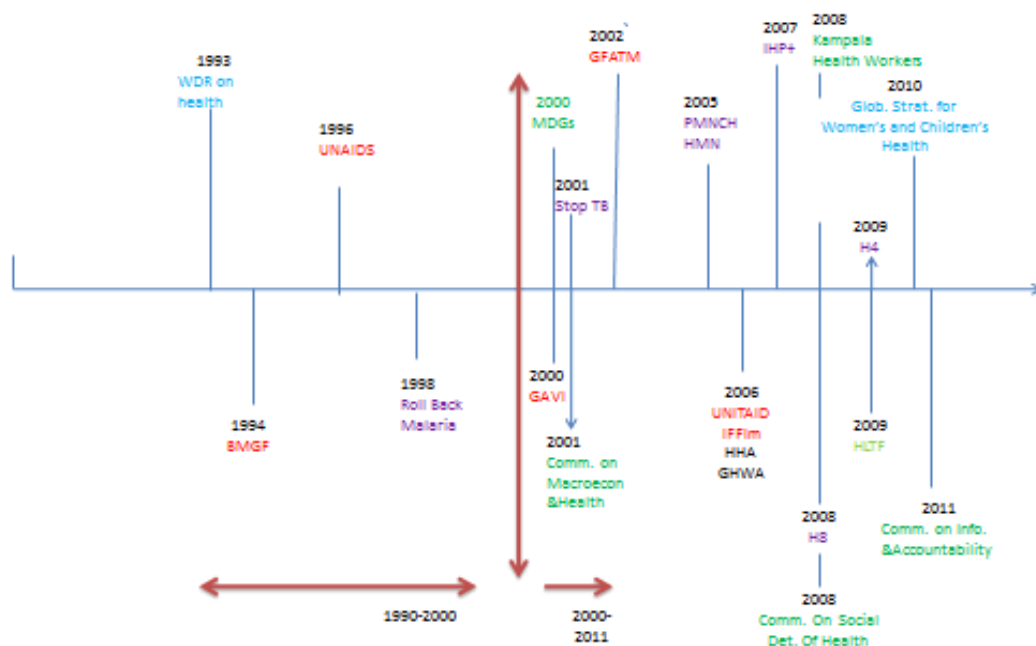 1993
WDR on
health
1996
UNAIDS
2000
MDGs
2001
Stop TB
2002`
GFATM
2005
PMNCH
HMN
2007
IHP+
2008
Kampala
Health Workers
2010
Glob. Strat. for
Women's and Children's
Health
2009
H4
1994
BMGF
1998
Roll Back
Malaria
2000
GAVI
2001
Comm. on
Macroecon
&Health
2006
UNITAID
IFFIm
HHA
GHWA
2009
HLTF
2008
H8
2008
Comm. On Social
Det. Of Health
2011
Comm. on Info.
&Accountability
1990-2000
2000-
2011